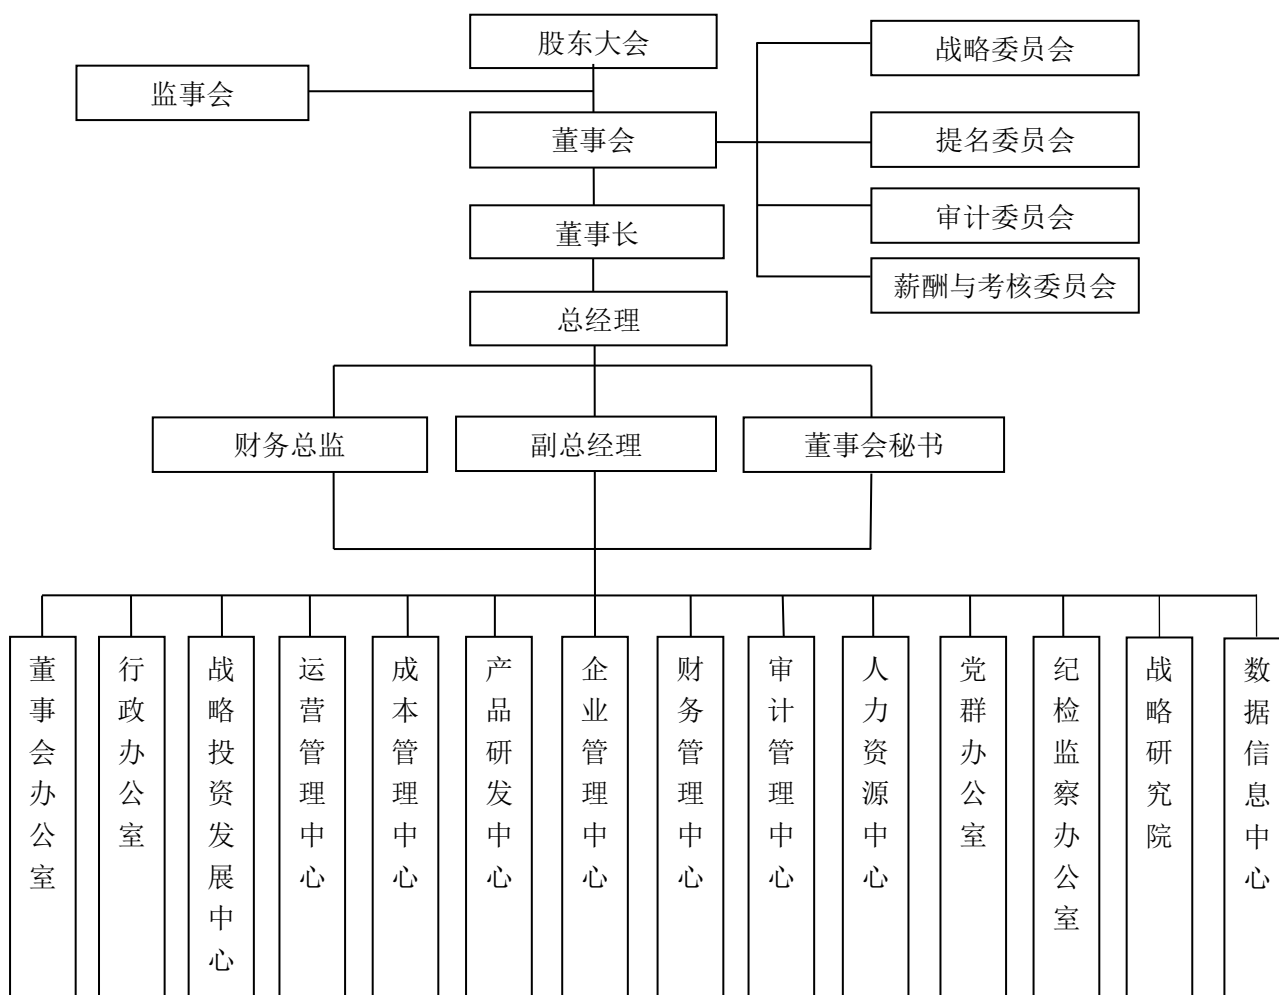 股东大会
战略委员会
监事会
董事会
提名委员会
审计委员会
董事长
薪酬与考核委员会
总经理
财务总监
副总经理
董事会秘书
董事会办公室
行政办公室
战略投资发展中心
运营管理中心
成本管理中心
产品研发中心
企业管理中心
财务管理中心
审计管理中心
人力资源中心
党群办公室
纪检监察办公室
战略研究院
数据信息中心